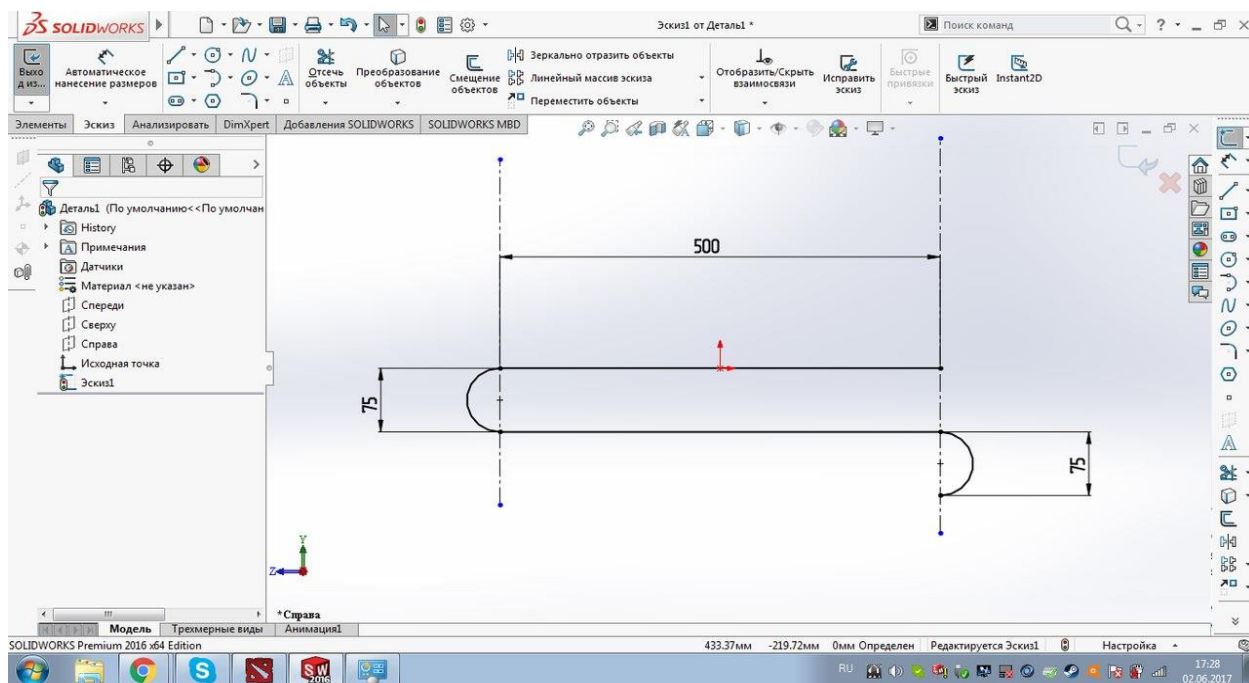 SOLIDWORKS
Эскиз1 от Деталь1 *
Поиск команд
Выхо
д из...
Автоматическое
нанесение размеров
Отсечь
объекты
Преобразование
объектов
Смещение
объектов
Зеркально отразить объекты
Линейный массив эскиза
Переместить объекты
Отобразить/Скрыть
взаимосвязи
Исправить
эскиз
Быстрые
привязки
Быстрый
эскиз
Instant2D
Элементы Эскиз Анализировать DimXpert Добавления SOLIDWORKS SOLIDWORKS MBD
Деталь1 (По умолчанию<<По умолчан
History
Примечания
Датчики
Материал <не указан>
Спереди
Сверху
Справа
Исходная точка
Эскиз1
500
75
75
Y
Z
*Справа
Модель Трехмерные виды Анимация1
SOLIDWORKS Premium 2016 x64 Edition
433.37мм -219.72мм 0мм Определен Редактируется Эскиз1 Настройка
RU
17:28
02.06.2017